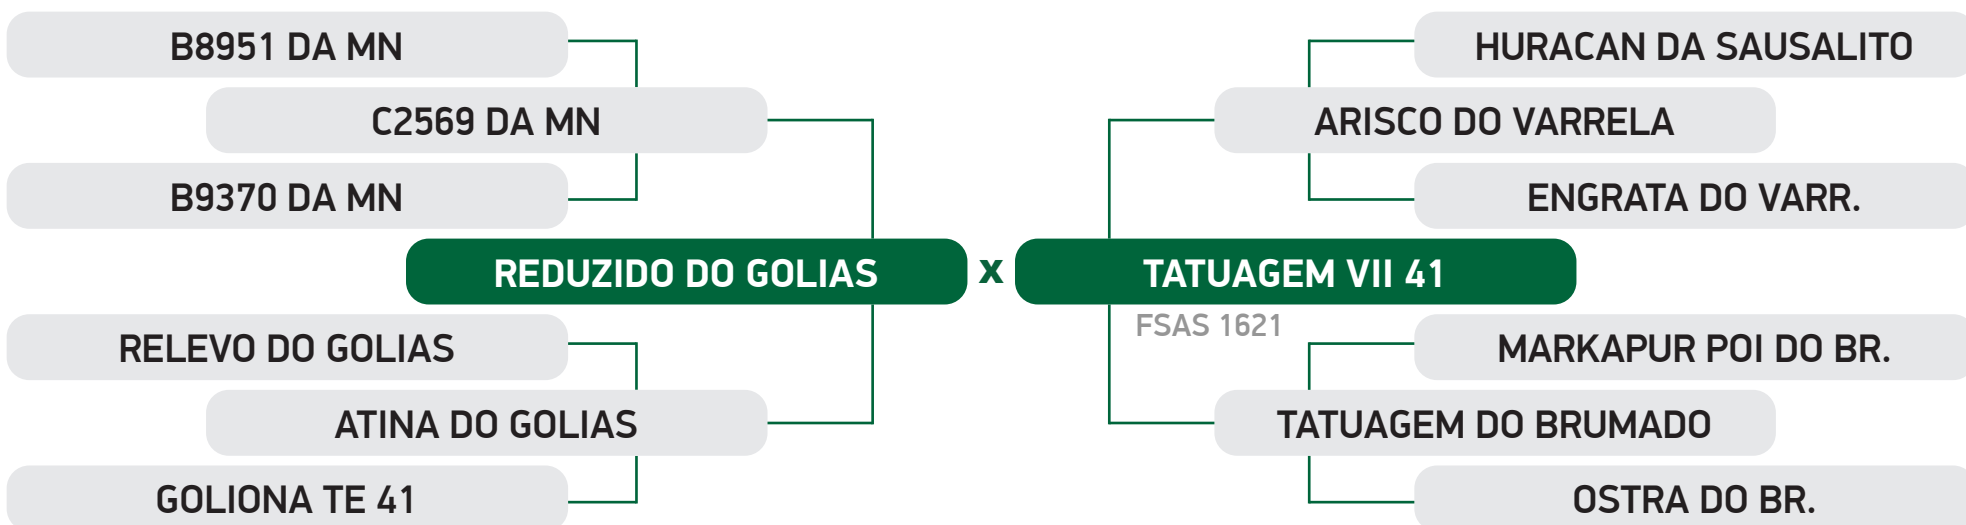 B8951 DA MN
HURACAN DA SAUSALITO
C2569 DA MN
ARISCO DO VARRELA
B9370 DA MN
ENGRATA DO VARR.
REDUZIDO DO GOLIAS x TATUAGEM VII 41
FSAS 1621
RELEVO DO GOLIAS
MARKAPUR POI DO BR.
ATINA DO GOLIAS
TATUAGEM DO BRUMADO
GOLIONA TE 41
OSTRA DO BR.